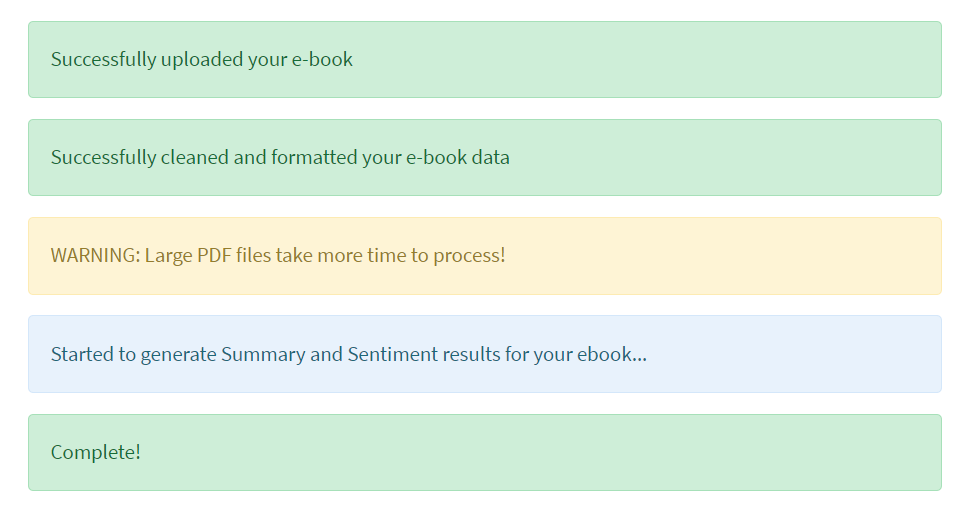 Successfully uploaded your e-book
Successfully cleaned and formatted your e-book data
WARNING: Large PDF files take more time to process!
Started to generate Summary and Sentiment results for your ebook...
Complete!